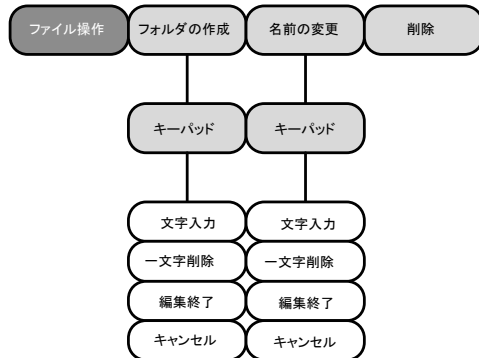 ファイル操作
フォルダの作成
名前の変更
削除
キーパッド
キーパッド
文字入力
文字入力
一文字削除
一文字削除
編集終了
編集終了
キャンセル
キャンセル